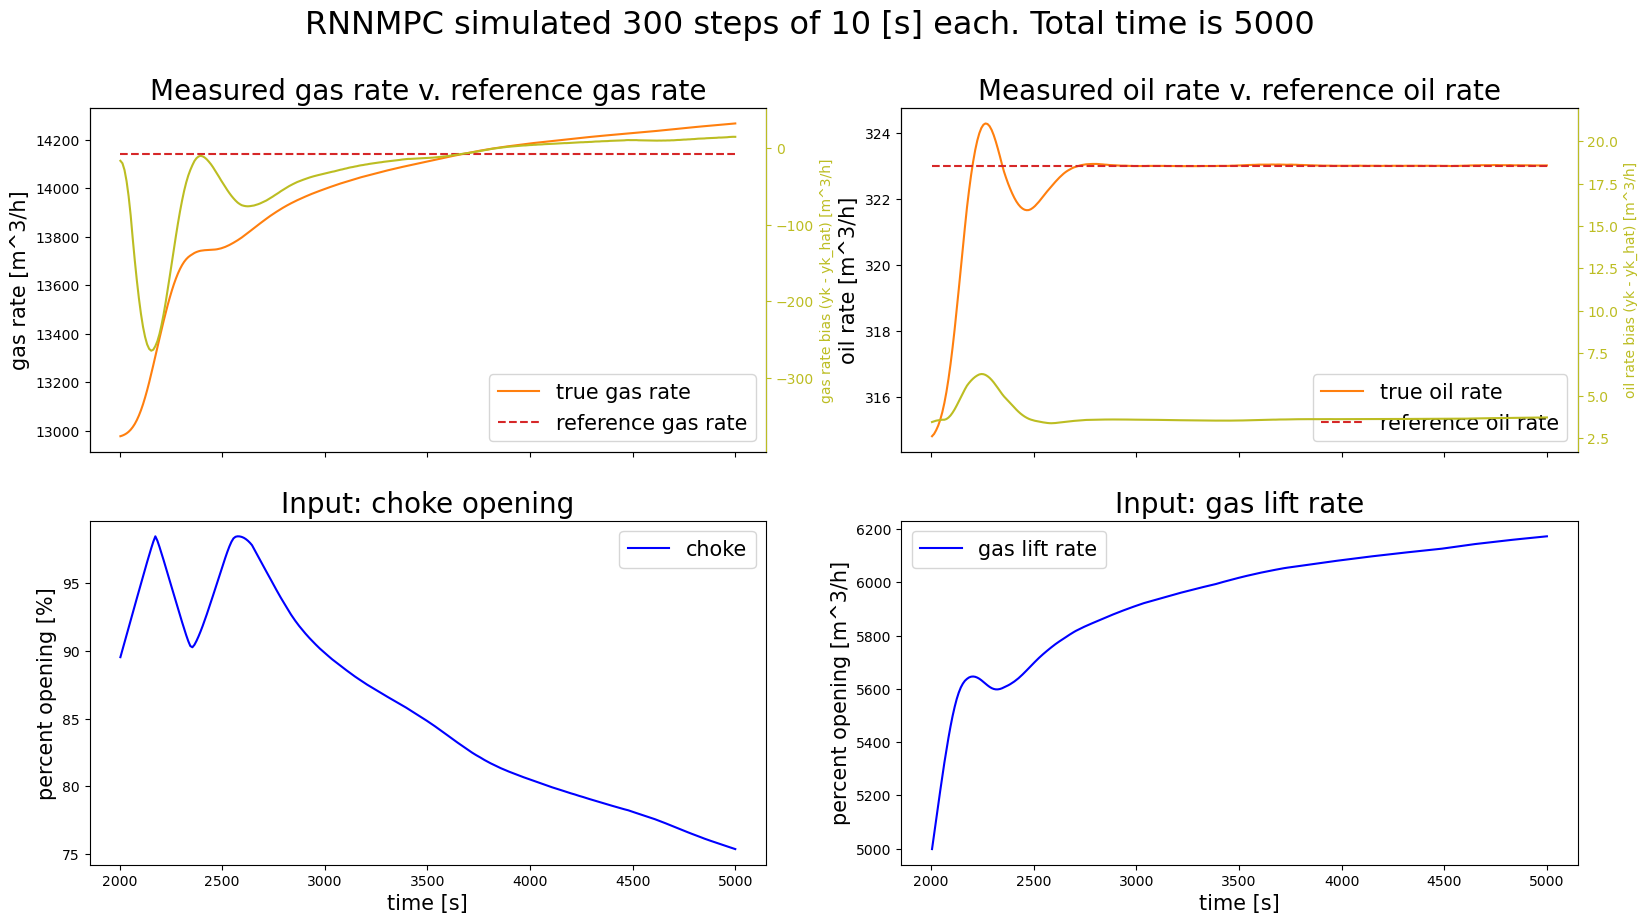 RNNMPC simulated 300 steps of 10 [s] each. Total time is 5000
Measured gas rate v. reference gas rate
gas rate [m^3/h]
14200
14000
13800
13600
13400
13200
13000
0
−100
−200
−300
gas rate bias (yk - yk_hat) [m^3/h]
true gas rate
reference gas rate
Measured oil rate v. reference oil rate
oil rate [m^3/h]
324
322
320
318
316
20.0
17.5
15.0
12.5
10.0
7.5
5.0
2.5
oil rate bias (yk - yk_hat) [m^3/h]
true oil rate
reference oil rate
Input: choke opening
percent opening [%]
95
90
85
80
75
choke
2000 2500 3000 3500 4000 4500 5000
time [s]
Input: gas lift rate
percent opening [m^3/h]
6200
6000
5800
5600
5400
5200
5000
gas lift rate
2000 2500 3000 3500 4000 4500 5000
time [s]